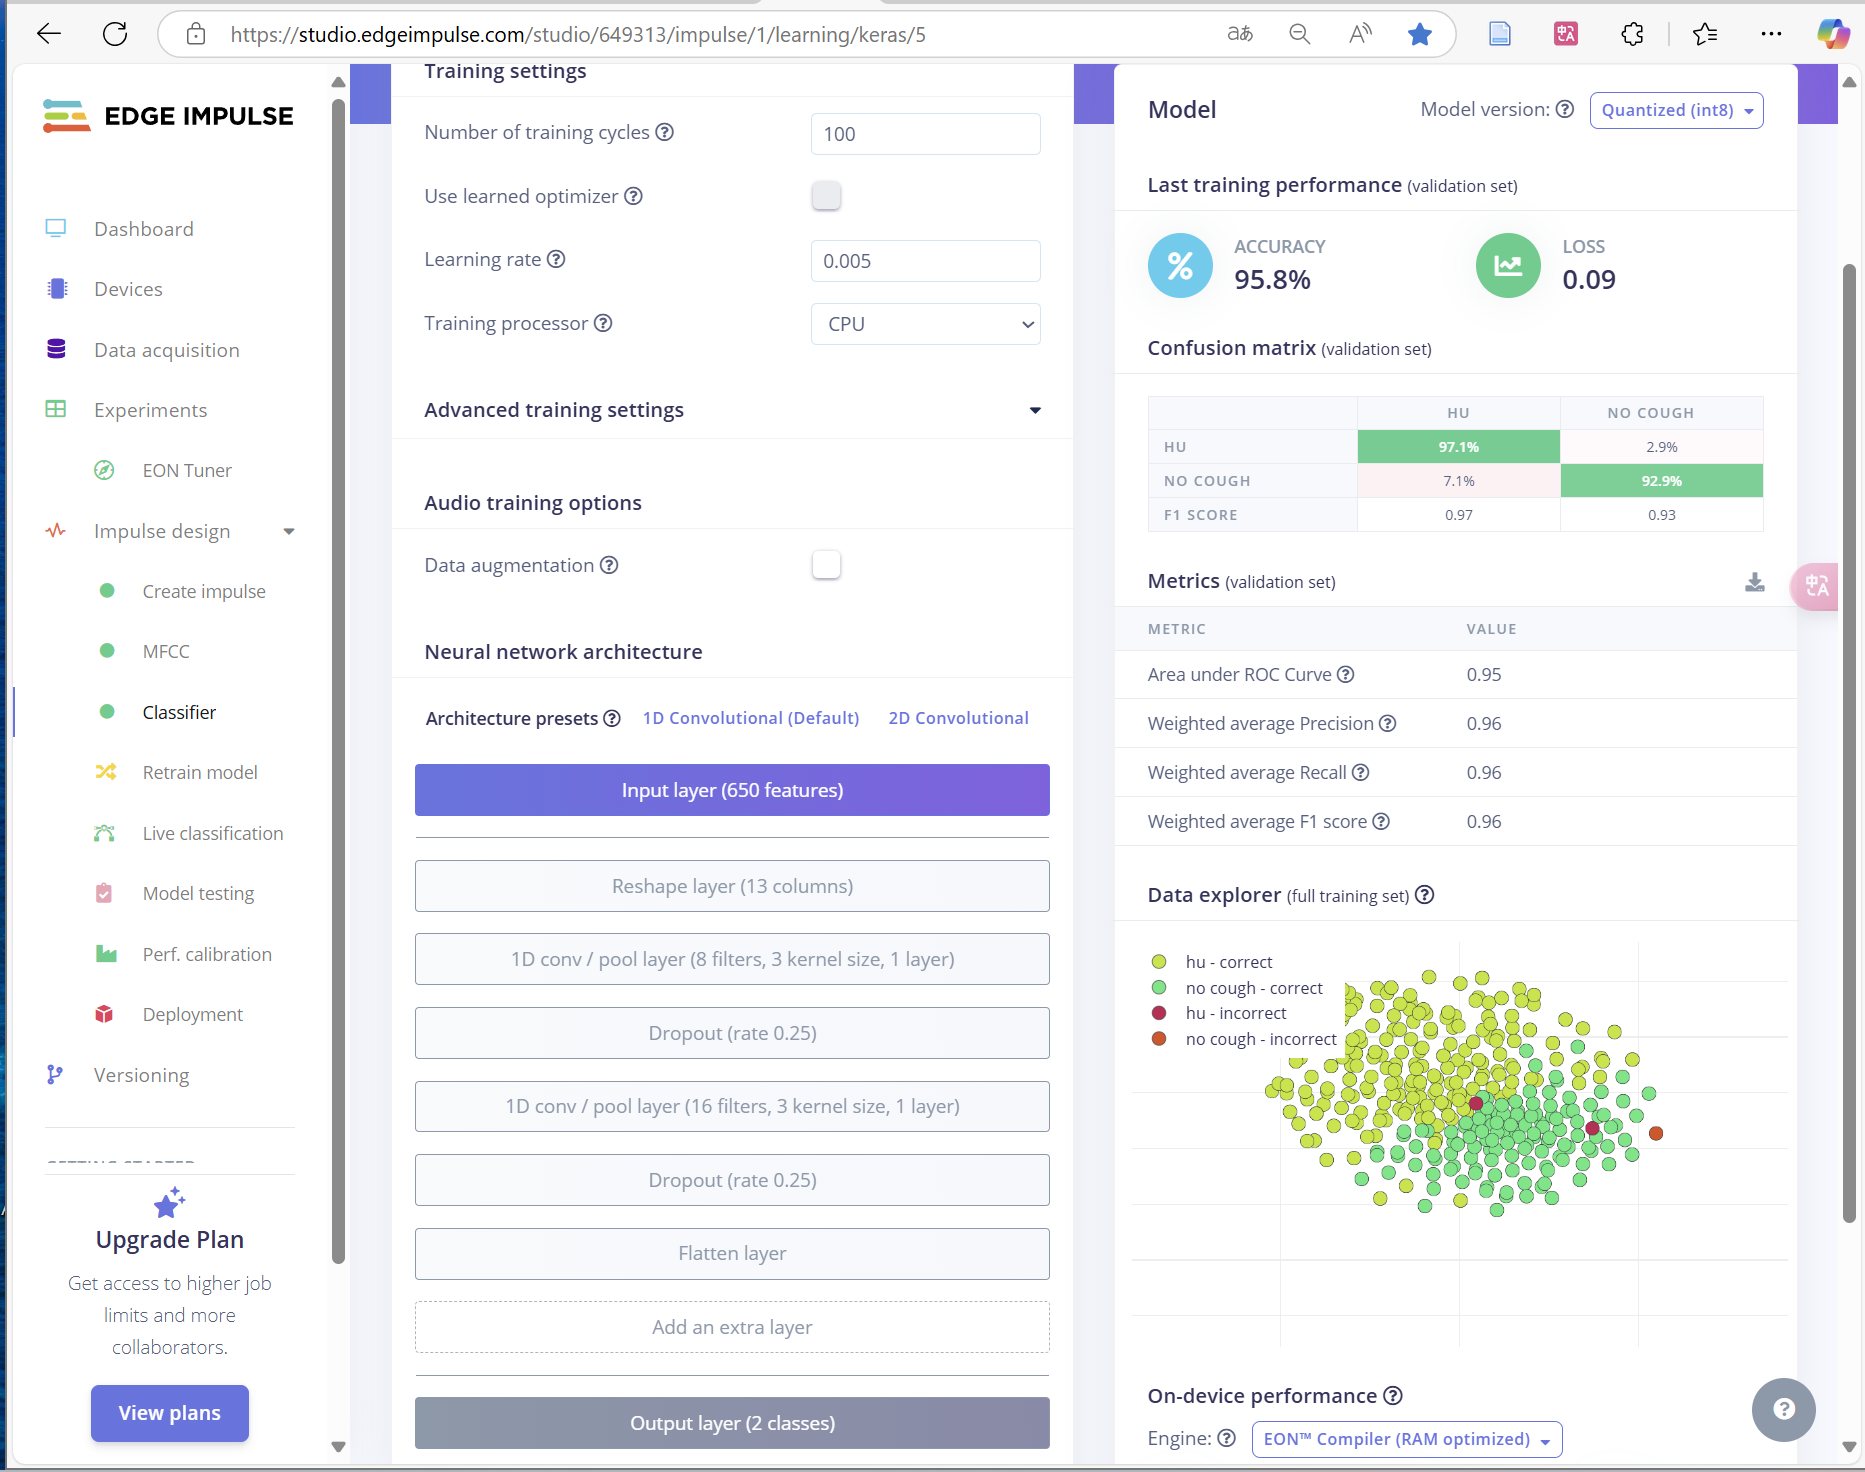 https://studio.edgeimpulse.com/studio/649313/impulse/1/learning/keras/5
EDGE IMPULSE
Dashboard
Devices
Data acquisition
Experiments
EON Tuner
Impulse design
Create impulse
MFCC
Classifier
Retrain model
Live classification
Model testing
Perf. calibration
Deployment
Versioning
Upgrade Plan
Get access to higher job
limits and more
collaborators.
View plans
Training settings
Number of training cycles
100
Use learned optimizer
Learning rate
0.005
Training processor
CPU
Advanced training settings
Audio training options
Data augmentation
Neural network architecture
Architecture presets 1D Convolutional (Default) 2D Convolutional
Input layer (650 features)
Reshape layer (13 columns)
1D conv / pool layer (8 filters, 3 kernel size, 1 layer)
Dropout (rate 0.25)
1D conv / pool layer (16 filters, 3 kernel size, 1 layer)
Dropout (rate 0.25)
Flatten layer
Add an extra layer
Output layer (2 classes)
Model
Model version: Quantized (int8)
Last training performance (validation set)
% ACCURACY
95.8%
LOSS
0.09
Confusion matrix (validation set)
HU NO COUGH
HU 97.1% 2.9%
NO COUGH 7.1% 92.9%
F1 SCORE 0.97 0.93
Metrics (validation set)
METRIC VALUE
Area under ROC Curve 0.95
Weighted average Precision 0.96
Weighted average Recall 0.96
Weighted average F1 score 0.96
Data explorer (full training set)
hu - correct
no cough - correct
hu - incorrect
no cough - incorrect
On-device performance
Engine: EON™ Compiler (RAM optimized)